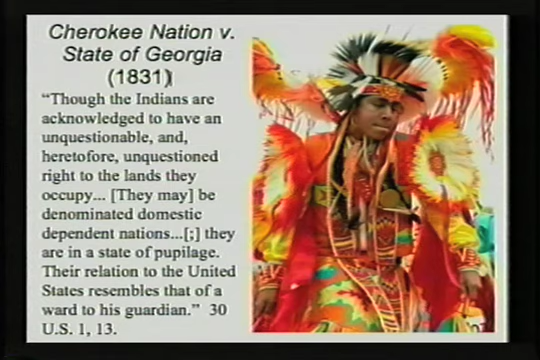 Cherokee Nation v.
State of Georgia
(1831)
“Though the Indians are
acknowledged to have an
unquestionable, and,
heretofore, unquestioned
right to the lands they
occupy... [They may] be
denominated domestic
dependent nations...[;] they
are in a state of pupilage.
Their relation to the United
States resembles that of a
ward to his guardian.” 30
U.S. 1, 13.